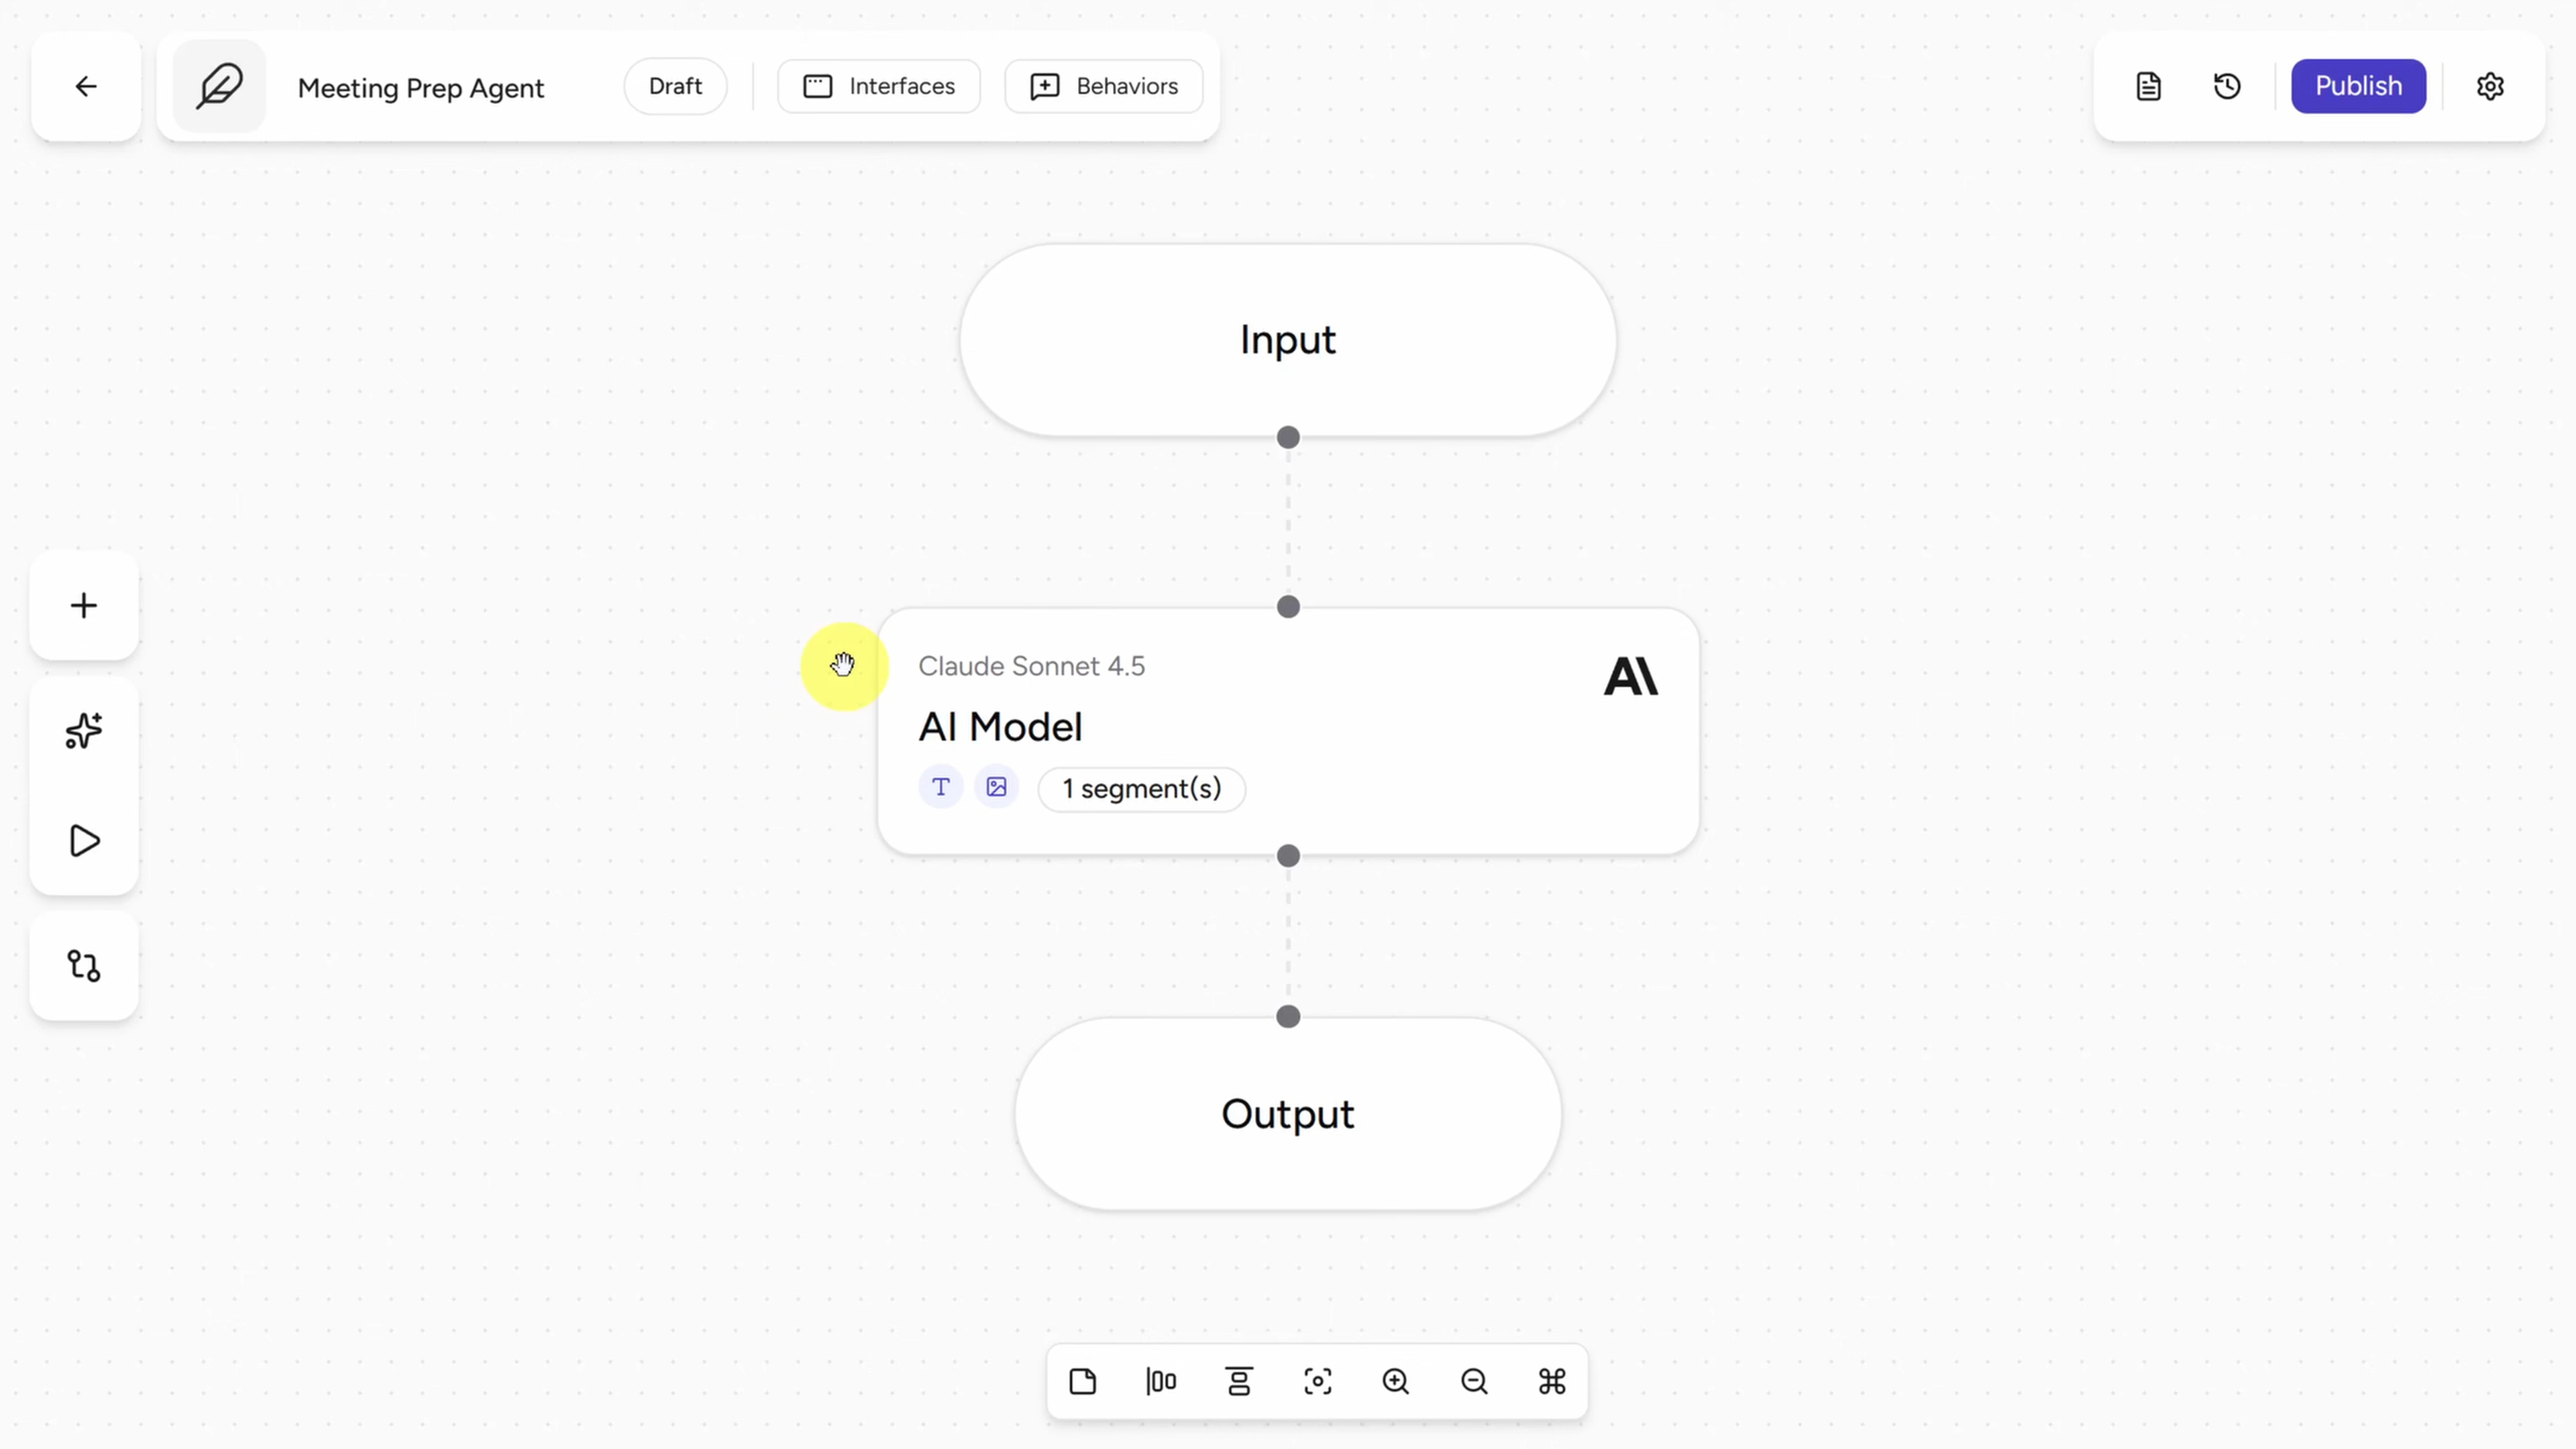 Meeting Prep Agent
Draft
Interfaces
Behaviors
Publish
Input
Claude Sonnet 4.5
AI Model
1 segment(s)
Output